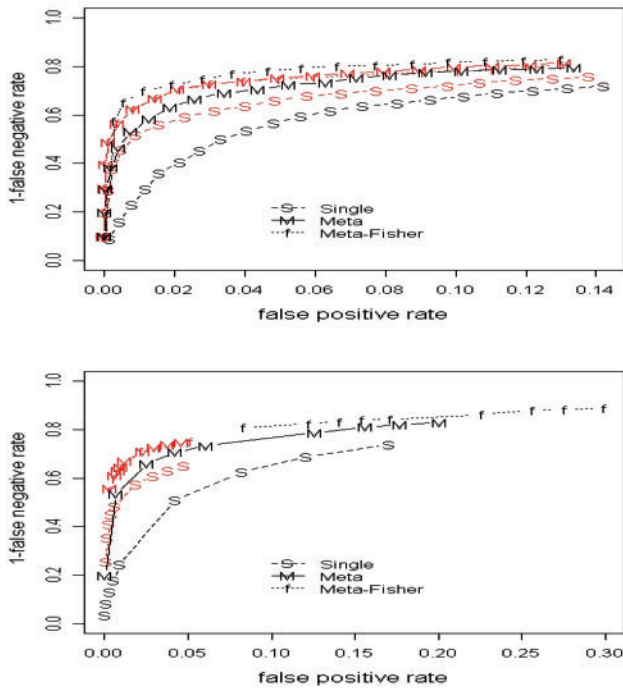 1.0
0.8
0.6
0.4
0.2
0.0
1-false negative rate
S Single
M Meta
f Meta-Fisher
0.00 0.02 0.04 0.06 0.08 0.10 0.12 0.14
false positive rate
1.0
0.8
0.6
0.4
0.2
0.0
1-false negative rate
S Single
M Meta
f Meta-Fisher
0.00 0.05 0.10 0.15 0.20 0.25 0.30
false positive rate